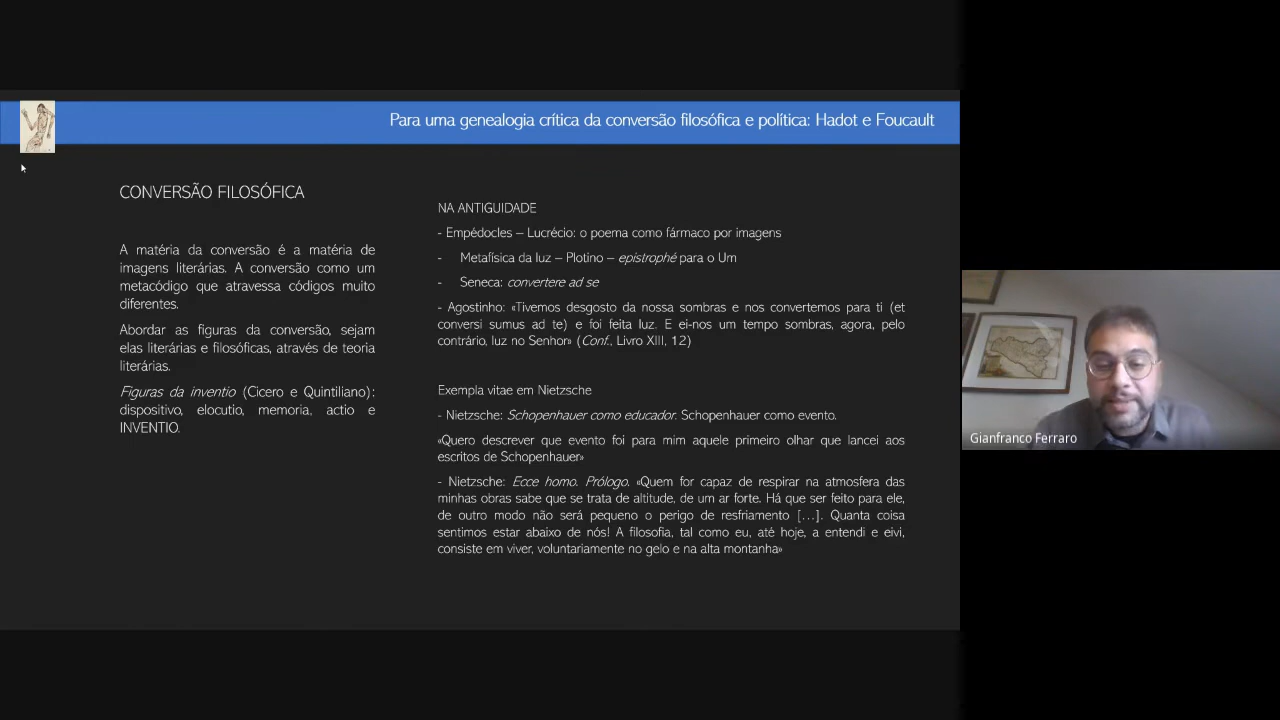 Para uma genealogia crítica da conversão filosófica e política: Hadot e Foucault
CONVERSÃO FILOSÓFICA
A matéria da conversão é a matéria de
imagens literárias. A conversão como um
metacódigo que atravessa códigos muito
diferentes.
Abordar as figuras da conversão, sejam
elas literárias e filosóficas, através de teoria
literárias.
Figuras da inventio (Cicero e Quintiliano):
dispositivo, elocutio, memoria, actio e
INVENTIO.
NA ANTIGUIDADE
- Empédocles – Lucrécio: o poema como fármaco por imagens
- Metafísica da luz – Plotino – epistrophé para o Um
- Seneca: convertere ad se
- Agostinho: «Tivemos desgosto da nossa sombras e nos convertemos para ti (et
conversi sumus ad te) e foi feita luz. E ei-nos um tempo sombras, agora, pelo
contrário, luz no Senhor» (Conf., Livro XIII, 12)
Exempla vitae em Nietzsche
- Nietzsche: Schopenhauer como educador. Schopenhauer como evento.
«Quero descrever que evento foi para mim aquele primeiro olhar que lancei aos
escritos de Schopenhauer»
- Nietzsche: Ecce homo. Prólogo. «Quem for capaz de respirar na atmosfera das
minhas obras sabe que se trata de altitude, de um ar forte. Há que ser feito para ele,
de outro modo não será pequeno o perigo de resfriamento [...]. Quanta coisa
sentimos estar abaixo de nós! A filosofia, tal como eu, até hoje, a entendi e eivi,
consiste em viver, voluntariamente no gelo e na alta montanha»
Gianfranco Ferraro